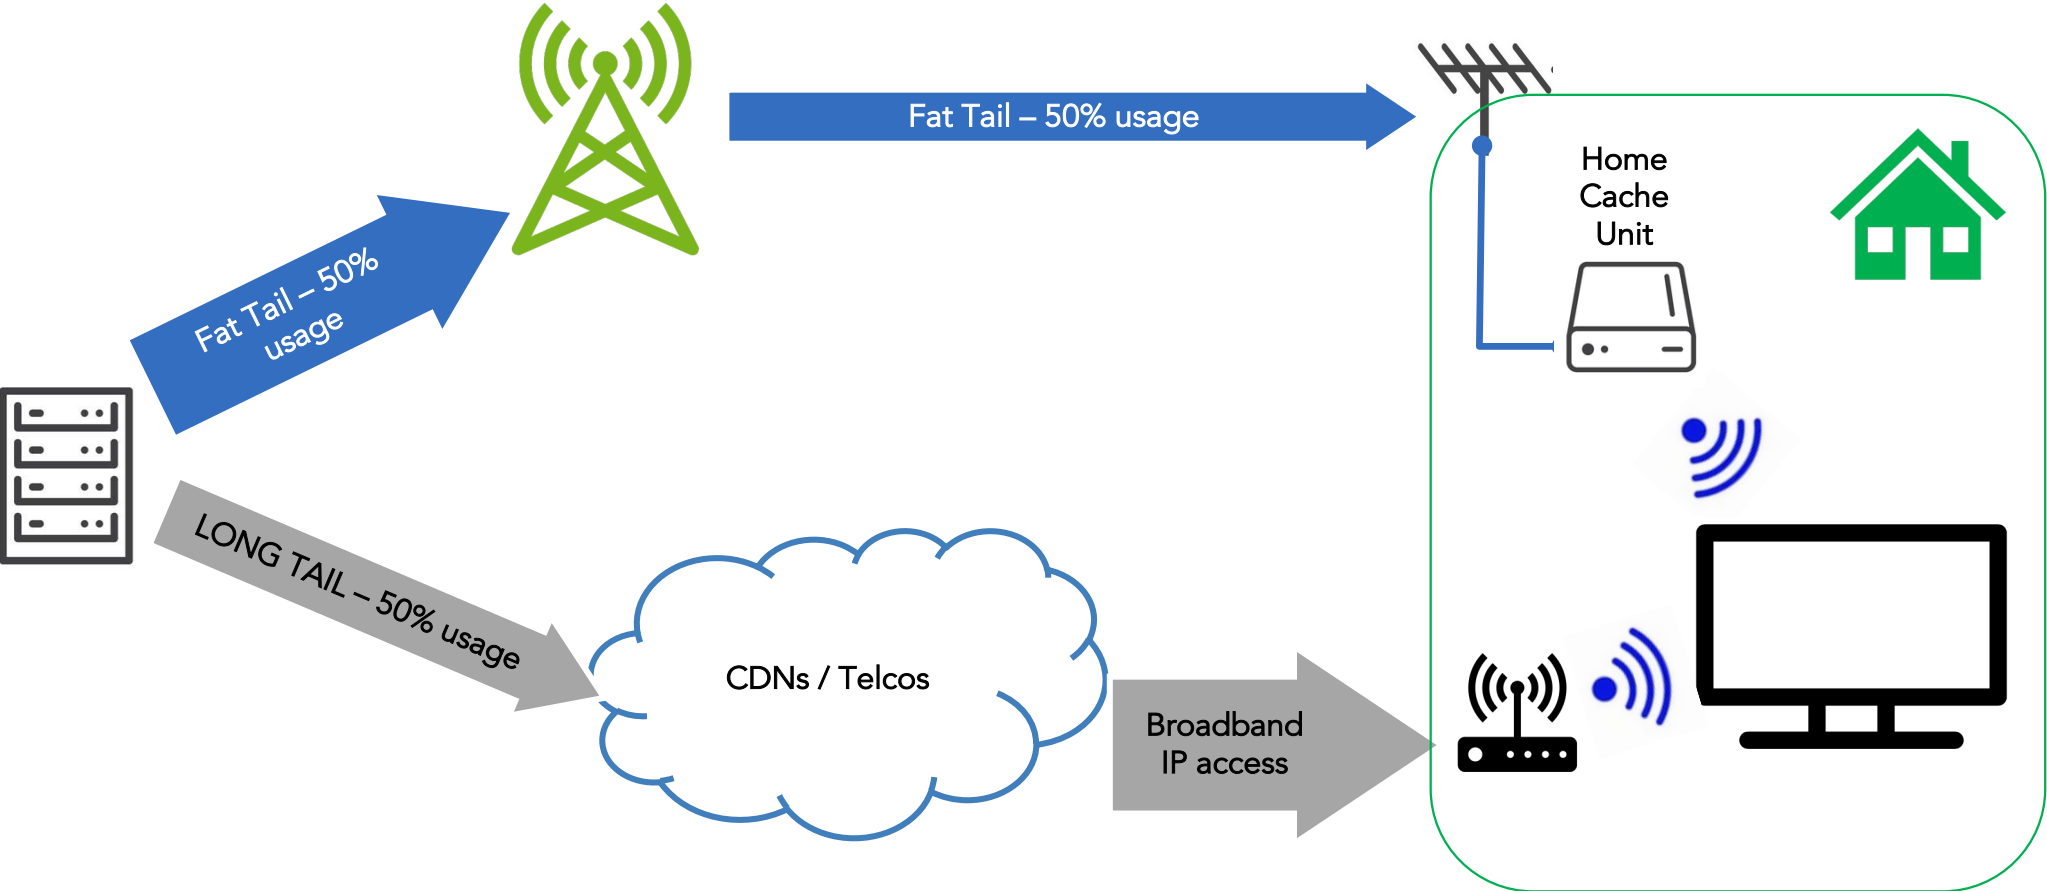 Fat Tail – 50% usage
Home
Cache
Unit
Fat Tail – 50%
usage
LONG TAIL – 50% usage
CDNs / Telcos
Broadband
IP access